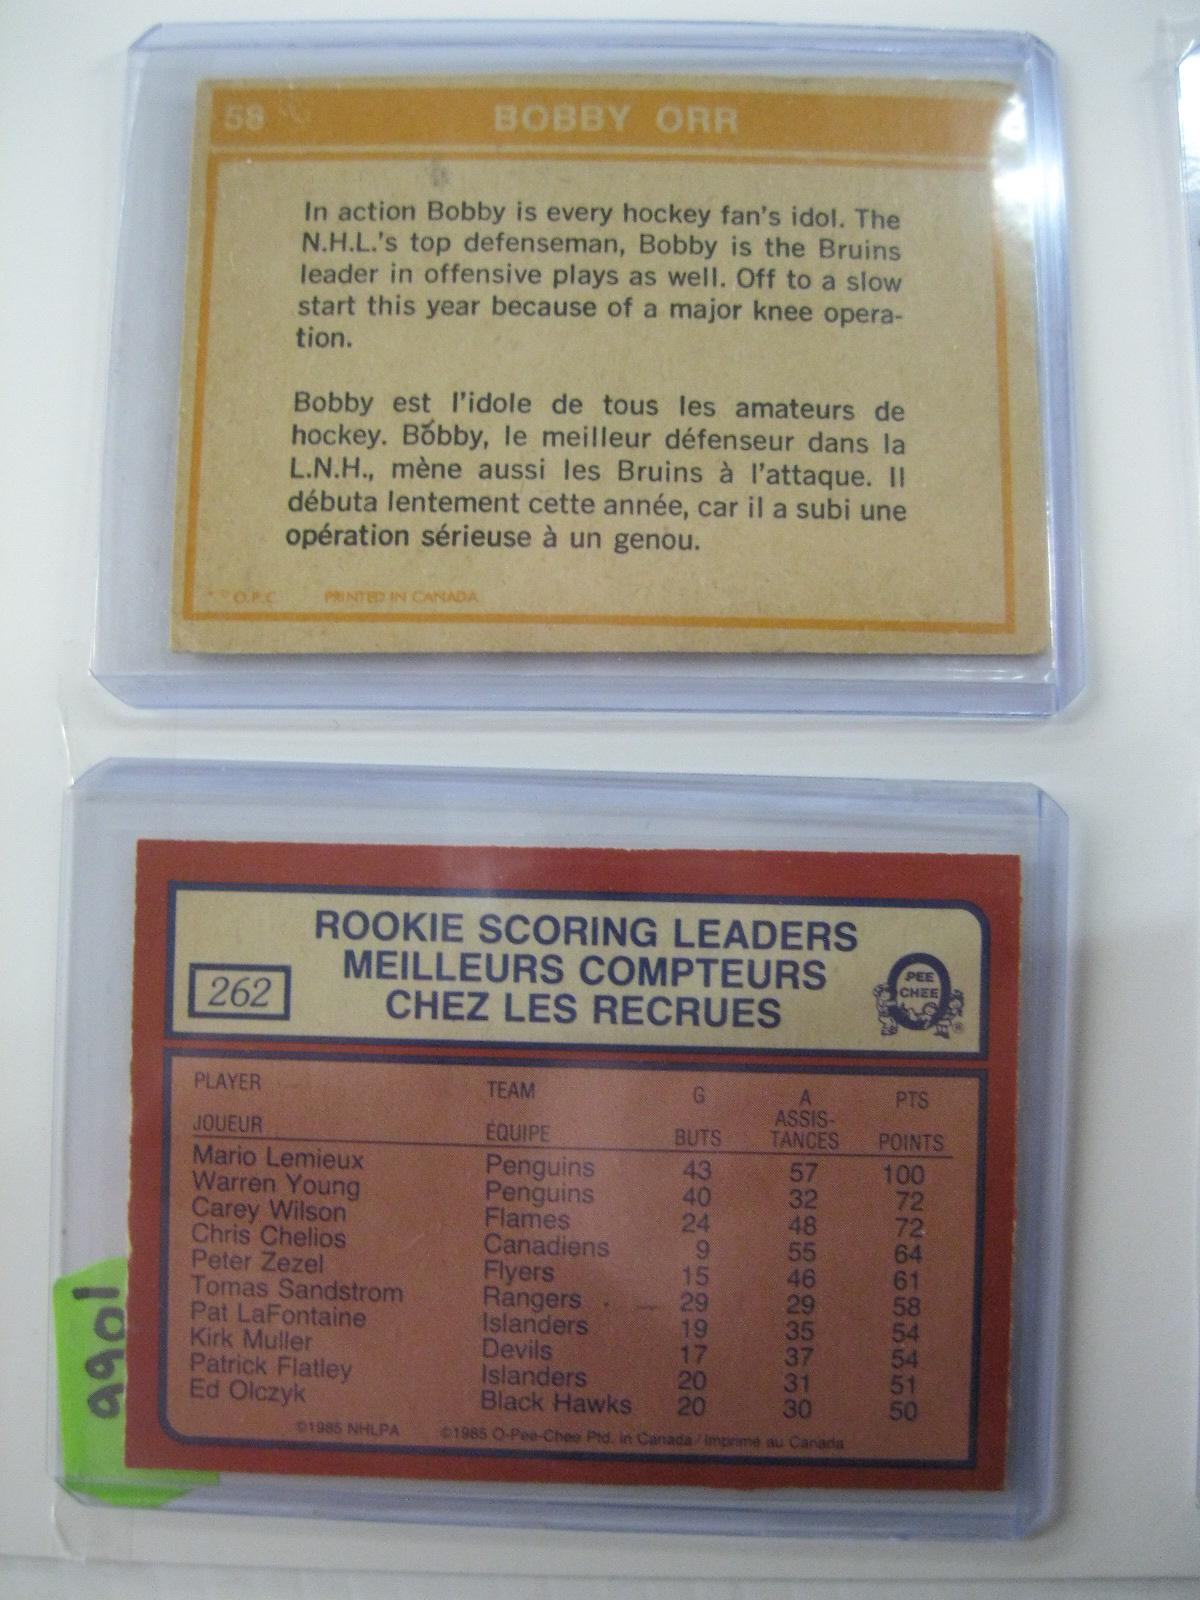 58 BOBBY ORR
In action Bobby is every hockey fan's idol. The
N.H.L.'s top defenseman, Bobby is the Bruins
leader in offensive plays as well. Off to a slow
start this year because of a major knee opera-
tion.
Bobby est l'idole de tous les amateurs de
hockey. Bobby, le meilleur défenseur dans la
L.N.H., mène aussi les Bruins à l'attaque. Il
débuta lentement cette année, car il a subi une
opération sérieuse à un genou.
* © O.P.C. PRINTED IN CANADA
ROOKIE SCORING LEADERS
MEILLEURS COMPTEURS
CHEZ LES RECRUES
262
PEE
CHEE
®
PLAYER TEAM G A PTS
JOUEUR ÉQUIPE BUTS ASSIS-
TANCES POINTS
Mario Lemieux Penguins 43 57 100
Warren Young Penguins 40 32 72
Carey Wilson Flames 24 48 72
Chris Chelios Canadiens 9 55 64
Peter Zezel Flyers 15 46 61
Tomas Sandstrom Rangers 29 29 58
Pat LaFontaine Islanders 19 35 54
Kirk Muller Devils 17 37 54
Patrick Flatley Islanders 20 31 51
Ed Olczyk Black Hawks 20 30 50
©1985 NHLPA ©1985 O-Pee-Chee Ptd. in Canada/Imprimé au Canada